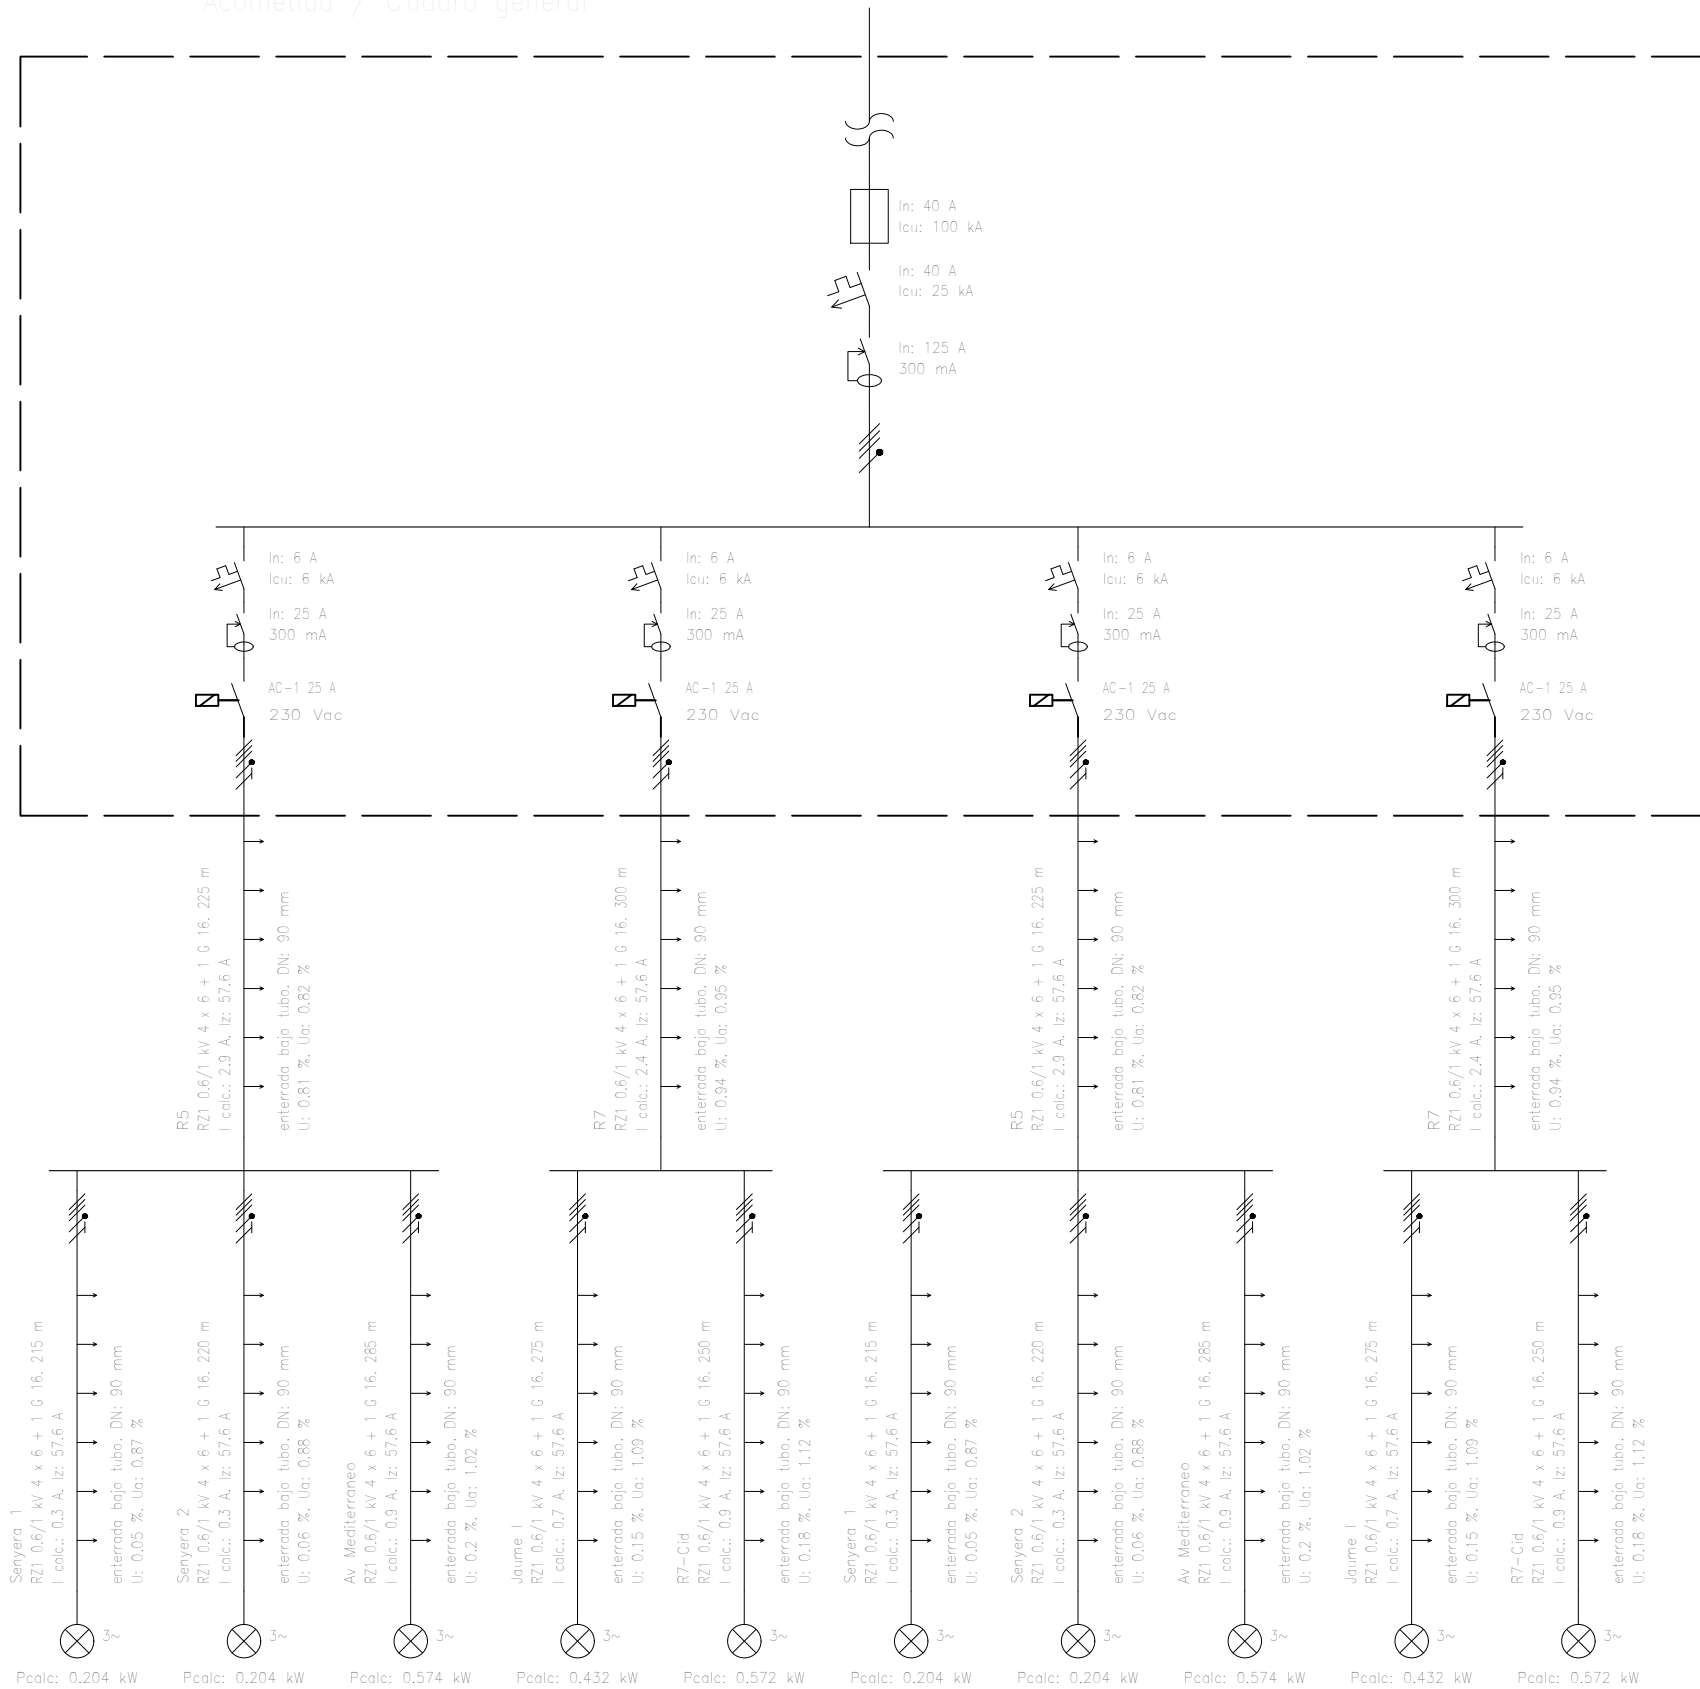 Acometida / Cuadro general
In: 40 A
Icu: 100 kA
In: 40 A
Icu: 25 kA
In: 125 A
300 mA
In: 6 A
Icu: 6 kA
In: 25 A
300 mA
AC-1 25 A
230 Vac
In: 6 A
Icu: 6 kA
In: 25 A
300 mA
AC-1 25 A
230 Vac
In: 6 A
Icu: 6 kA
In: 25 A
300 mA
AC-1 25 A
230 Vac
In: 6 A
Icu: 6 kA
In: 25 A
300 mA
AC-1 25 A
230 Vac
R5
RZ1 0.6/1 kV 4 x 6 + 1 G 16. 225 m
I calc.: 2.9 A. Iz: 57.6 A
enterrada bajo tubo. DN: 90 mm
U: 0.81 %. Ua: 0.82 %
R7
RZ1 0.6/1 kV 4 x 6 + 1 G 16. 300 m
I calc.: 2.4 A. Iz: 57.6 A
enterrada bajo tubo. DN: 90 mm
U: 0.94 %. Ua: 0.95 %
R5
RZ1 0.6/1 kV 4 x 6 + 1 G 16. 225 m
I calc.: 2.9 A. Iz: 57.6 A
enterrada bajo tubo. DN: 90 mm
U: 0.81 %. Ua: 0.82 %
R7
RZ1 0.6/1 kV 4 x 6 + 1 G 16. 300 m
I calc.: 2.4 A. Iz: 57.6 A
enterrada bajo tubo. DN: 90 mm
U: 0.94 %. Ua: 0.95 %
Senyera 1
RZ1 0.6/1 kV 4 x 6 + 1 G 16. 215 m
I calc.: 0.3 A. Iz: 57.6 A
enterrada bajo tubo. DN: 90 mm
U: 0.05 %. Ua: 0.87 %
Senyera 2
RZ1 0.6/1 kV 4 x 6 + 1 G 16. 220 m
I calc.: 0.3 A. Iz: 57.6 A
enterrada bajo tubo. DN: 90 mm
U: 0.06 %. Ua: 0.88 %
Av Mediterraneo
RZ1 0.6/1 kV 4 x 6 + 1 G 16. 285 m
I calc.: 0.9 A. Iz: 57.6 A
enterrada bajo tubo. DN: 90 mm
U: 0.2 %. Ua: 1.02 %
Jaume I
RZ1 0.6/1 kV 4 x 6 + 1 G 16. 275 m
I calc.: 0.7 A. Iz: 57.6 A
enterrada bajo tubo. DN: 90 mm
U: 0.15 %. Ua: 1.09 %
R7-Cid
RZ1 0.6/1 kV 4 x 6 + 1 G 16. 250 m
I calc.: 0.9 A. Iz: 57.6 A
enterrada bajo tubo. DN: 90 mm
U: 0.18 %. Ua: 1.12 %
Senyera 1
RZ1 0.6/1 kV 4 x 6 + 1 G 16. 215 m
I calc.: 0.3 A. Iz: 57.6 A
enterrada bajo tubo. DN: 90 mm
U: 0.05 %. Ua: 0.87 %
Senyera 2
RZ1 0.6/1 kV 4 x 6 + 1 G 16. 220 m
I calc.: 0.3 A. Iz: 57.6 A
enterrada bajo tubo. DN: 90 mm
U: 0.06 %. Ua: 0.88 %
Av Mediterraneo
RZ1 0.6/1 kV 4 x 6 + 1 G 16. 285 m
I calc.: 0.9 A. Iz: 57.6 A
enterrada bajo tubo. DN: 90 mm
U: 0.2 %. Ua: 1.02 %
Jaume I
RZ1 0.6/1 kV 4 x 6 + 1 G 16. 275 m
I calc.: 0.7 A. Iz: 57.6 A
enterrada bajo tubo. DN: 90 mm
U: 0.15 %. Ua: 1.09 %
R7-Cid
RZ1 0.6/1 kV 4 x 6 + 1 G 16. 250 m
I calc.: 0.9 A. Iz: 57.6 A
enterrada bajo tubo. DN: 90 mm
U: 0.18 %. Ua: 1.12 %
3~
3~
3~
3~
3~
3~
3~
3~
3~
3~
Pcalc: 0.204 kW
Pcalc: 0.204 kW
Pcalc: 0.574 kW
Pcalc: 0.432 kW
Pcalc: 0.572 kW
Pcalc: 0.204 kW
Pcalc: 0.204 kW
Pcalc: 0.574 kW
Pcalc: 0.432 kW
Pcalc: 0.572 kW